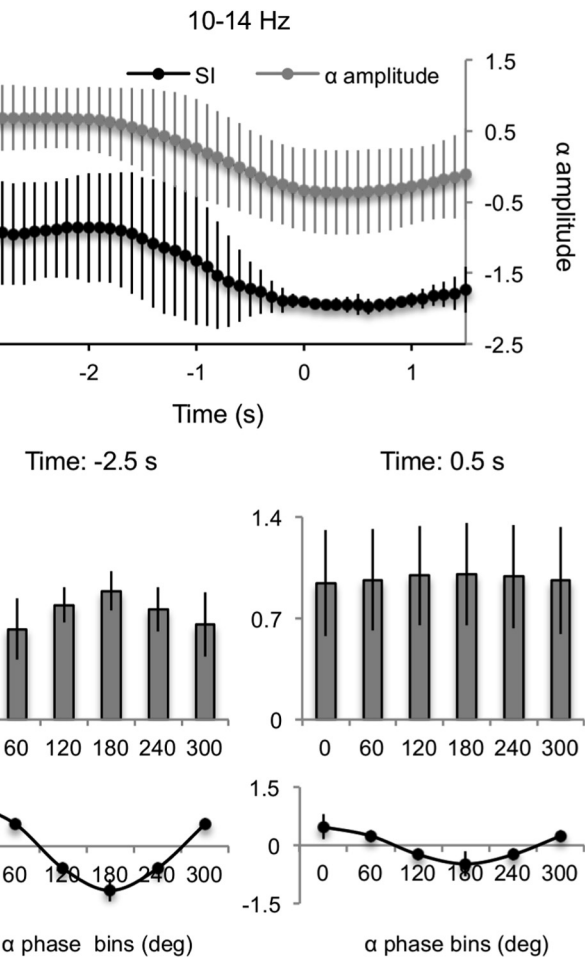 10-14 Hz
SI
α amplitude
1.5
0.5
-0.5
-1.5
-2.5
α amplitude
-2 -1 0 1
Time (s)
Time: -2.5 s
Time: 0.5 s
1.4
0.7
0
60 120 180 240 300
0 60 120 180 240 300
1.5
0
-1.5
60 120 180 240 300
0 60 120 180 240 300
α phase bins (deg)
α phase bins (deg)